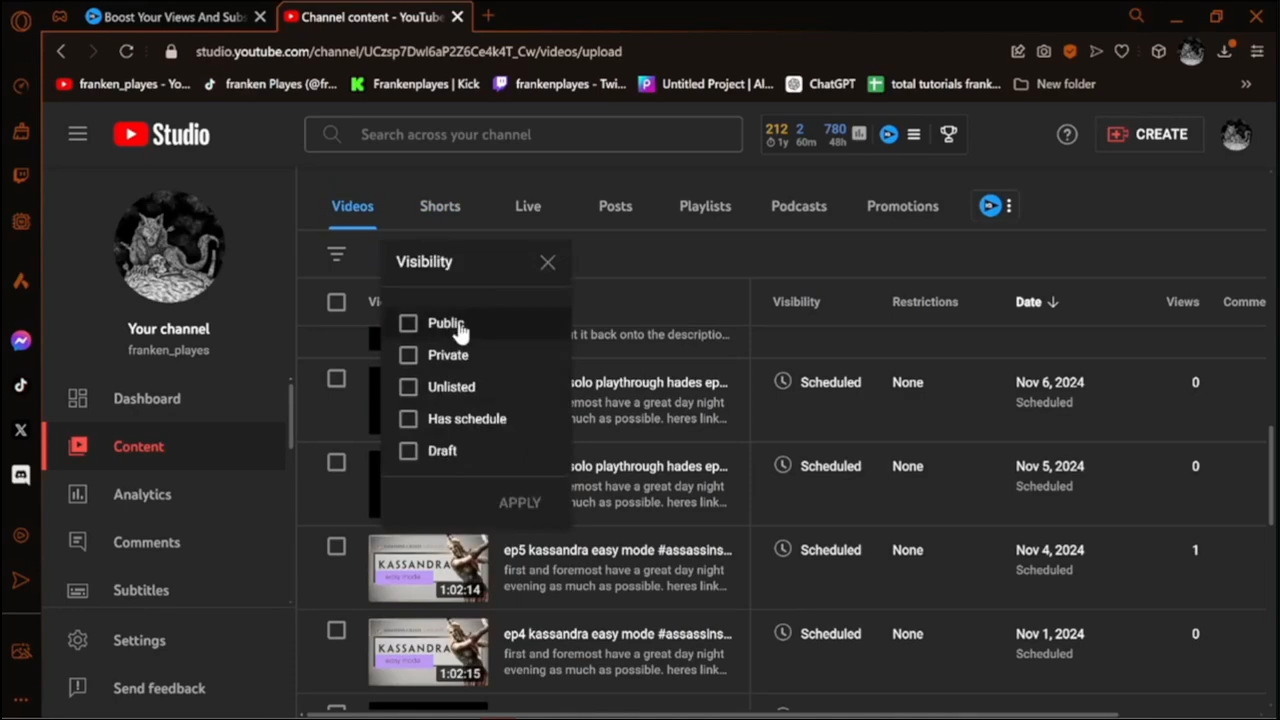 Boost Your Views And Subs
Channel content - YouTube
studio.youtube.com/channel/UCzsp7Dwl6aP2Z6Ce4k4T_Cw/videos/upload
franken_playes - Yo...
franken Playes (@fr...
Frankenplayes | Kick
frankenplayes - Twi...
Untitled Project | Al...
ChatGPT
total tutorials frank...
New folder
Studio
Search across your channel
212 2 780
1y 60m 48h
CREATE
Your channel
franken_playes
Dashboard
Content
Analytics
Comments
Subtitles
Settings
Send feedback
Videos
Shorts
Live
Posts
Playlists
Podcasts
Promotions
Visibility
Public
Private
Unlisted
Has schedule
Draft
APPLY
Visibility
Restrictions
Date
Views
Comme
it back onto the descriptio...
solo playthrough hades ep...
foremost have a great day night
much as possible. heres link...
Scheduled
None
Nov 6, 2024
Scheduled
0
solo playthrough hades ep...
foremost have a great day night
much as possible. heres link...
Scheduled
None
Nov 5, 2024
Scheduled
0
KASSANDRA
easy mode
1:02:14
ep5 kassandra easy mode #assassins...
first and foremost have a great day night
evening as much as possible. heres link...
Scheduled
None
Nov 4, 2024
Scheduled
1
KASSANDRA
easy mode
1:02:15
ep4 kassandra easy mode #assassins...
first and foremost have a great day night
evening as much as possible. heres link...
Scheduled
None
Nov 1, 2024
Scheduled
0